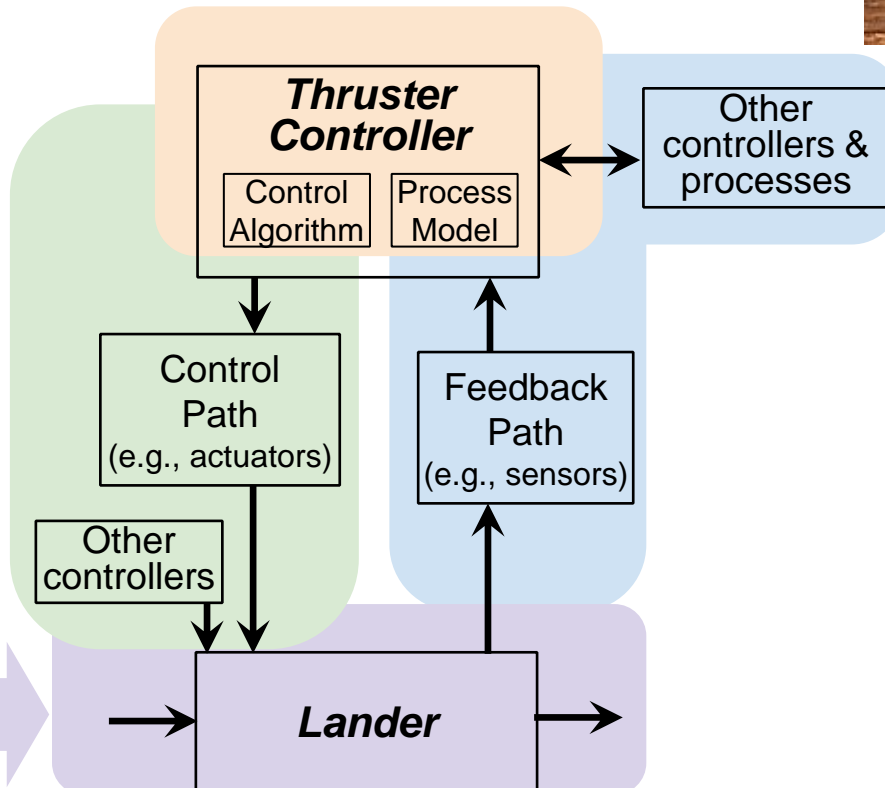 Thruster
Controller
Control
Algorithm
Process
Model
Other
controllers &
processes
Control
Path
(e.g., actuators)
Feedback
Path
(e.g., sensors)
Other
controllers
Lander